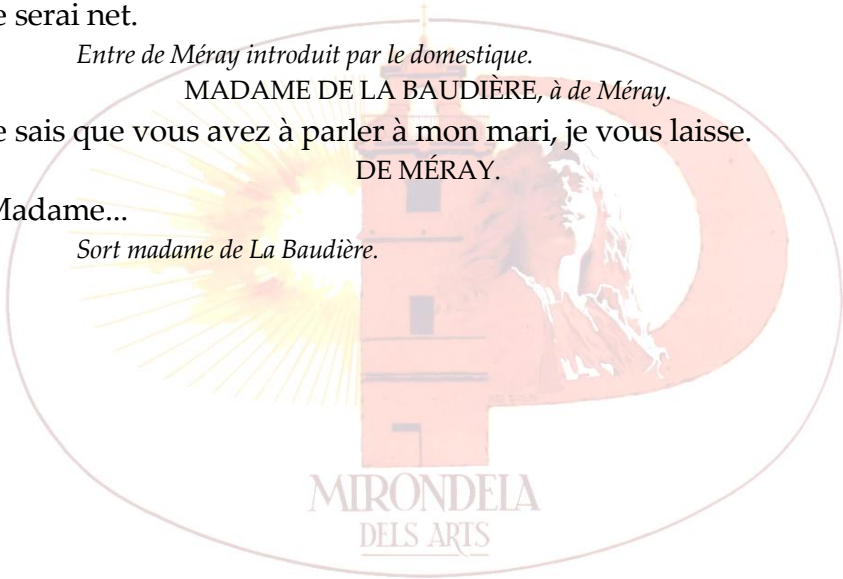 e serai net.
Entre de Méray introduit par le domestique.
MADAME DE LA BAUDIÈRE, à de Méray.
e sais que vous avez à parler à mon mari, je vous laisse.
DE MÉRAY.
Madame...
Sort madame de La Baudière.
MIRONDELA
DELS ARTS